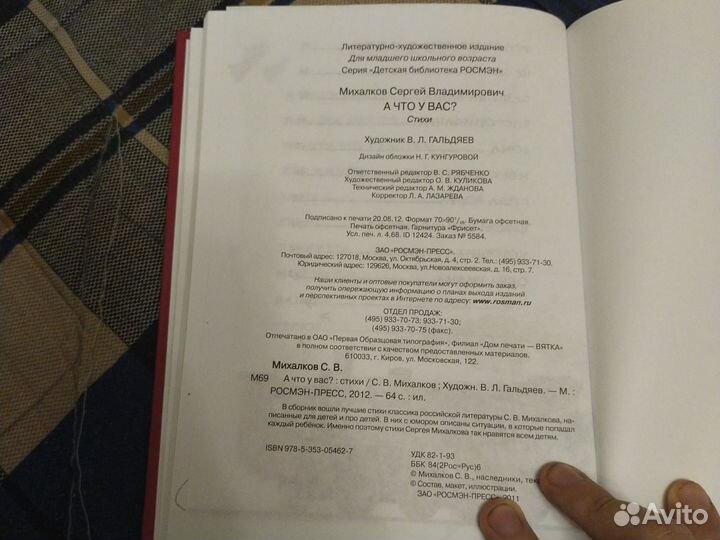 Литературно-художественное издание
Для младшего школьного возраста
Серия «Детская библиотека РОСМЭН»
Михалков Сергей Владимирович
А ЧТО У ВАС?
Стихи
Художник В. Л. ГАЛЬДЯЕВ
Дизайн обложки Н. Г. КУНГУРОВОЙ
Ответственный редактор В. С. РЯБЧЕНКО
Художественный редактор О. В. КУЛИКОВА
Технический редактор А. М. ЖДАНОВА
Корректор Л. А. ЛАЗАРЕВА
Подписано к печати 20.08.12. Формат 70×90¹/₁₆. Бумага офсетная.
Печать офсетная. Гарнитура «Фрисет».
Усл. печ. л. 4,68. ID 12424. Заказ № 5584.
ЗАО «РОСМЭН-ПРЕСС».
Почтовый адрес: 127018, Москва, ул. Октябрьская, д. 4, стр. 2. Тел.: (495) 933-71-30.
Юридический адрес: 129626, Москва, ул.Новоалексеевская, д. 16, стр. 7.
Наши клиенты и оптовые покупатели могут оформить заказ,
получить опережающую информацию о планах выхода изданий
и перспективных проектах в Интернете по адресу: www.rosman.ru
ОТДЕЛ ПРОДАЖ:
(495) 933-70-73; 933-71-30;
(495) 933-70-75 (факс).
Отпечатано в ОАО «Первая Образцовая типография», филиал «Дом печати — ВЯТКА»
в полном соответствии с качеством предоставленных материалов.
610033, г. Киров, ул. Московская, 122.
Михалков С. В.
М69 А что у вас? : стихи / С. В. Михалков ; Художн. В. Л. Гальдяев. — М. :
РОСМЭН-ПРЕСС, 2012. — 64 с. : ил.
В сборник вошли лучшие стихи классика российской литературы С. В. Михалкова, на-
писанные для детей и про детей. В них с юмором описаны ситуации, в которые попадал
каждый ребенок. Именно поэтому стихи Сергея Михалкова так нравятся всем детям.
ISBN 978-5-353-05462-7
УДК 82-1-93
ББК 84(2Рос=Рус)6
© Михалков С. В., наследники,
© Состав, макет, иллюстрации.
ЗАО «РОСМЭН-ПРЕСС» 2011
Avito